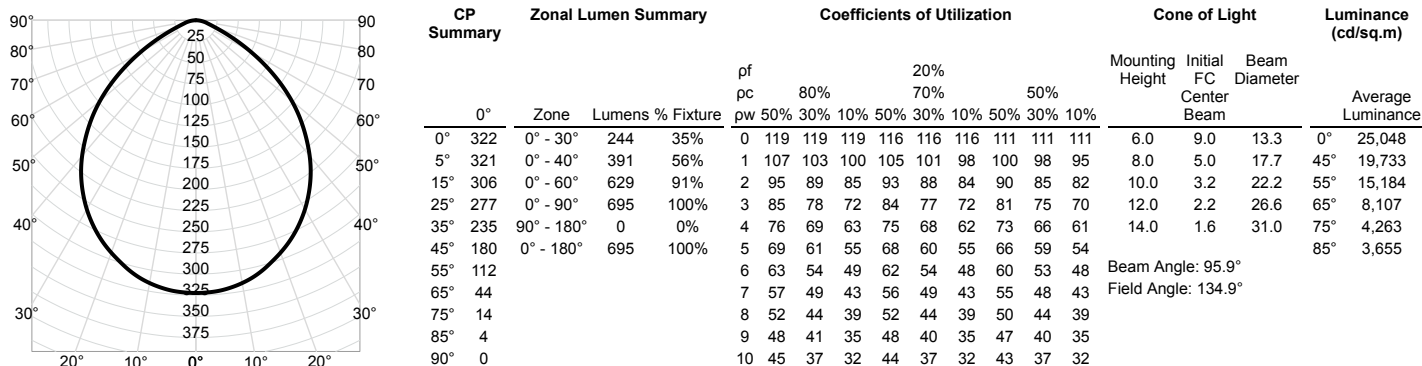 90° 90
80° 25 80°
50
70° 75 70°
100
60° 125 60°
150
50° 175 50°
200
225
40° 250 40°
275
300
325
30° 350 30°
375
20° 10° 0° 10° 20°
CP Summary
0°
0° 322
5° 321
15° 306
25° 277
35° 235
45° 180
55° 112
65° 44
75° 14
85° 4
90° 0
Zonal Lumen Summary
Zone Lumens % Fixture
0° - 30° 244 35%
0° - 40° 391 56%
0° - 60° 629 91%
0° - 90° 695 100%
90° - 180° 0 0%
0° - 180° 695 100%
Coefficients of Utilization
ρf 20%
ρc 80% 70% 50%
ρw 50% 30% 10% 50% 30% 10% 50% 30% 10%
0 119 119 119 116 116 116 111 111 111
1 107 103 100 105 101 98 100 98 95
2 95 89 85 93 88 84 90 85 82
3 85 78 72 84 77 72 81 75 70
4 76 69 63 75 68 62 73 66 61
5 69 61 55 68 60 55 66 59 54
6 63 54 49 62 54 48 60 53 48
7 57 49 43 56 49 43 55 48 43
8 52 44 39 52 44 39 50 44 39
9 48 41 35 48 40 35 47 40 35
10 45 37 32 44 37 32 43 37 32
Cone of Light
Mounting Initial Beam
Height FC Diameter
Center
Beam
6.0 9.0 13.3
8.0 5.0 17.7
10.0 3.2 22.2
12.0 2.2 26.6
14.0 1.6 31.0
Beam Angle: 95.9°
Field Angle: 134.9°
Luminance
(cd/sq.m)
Average
Luminance
0° 25,048
45° 19,733
55° 15,184
65° 8,107
75° 4,263
85° 3,655